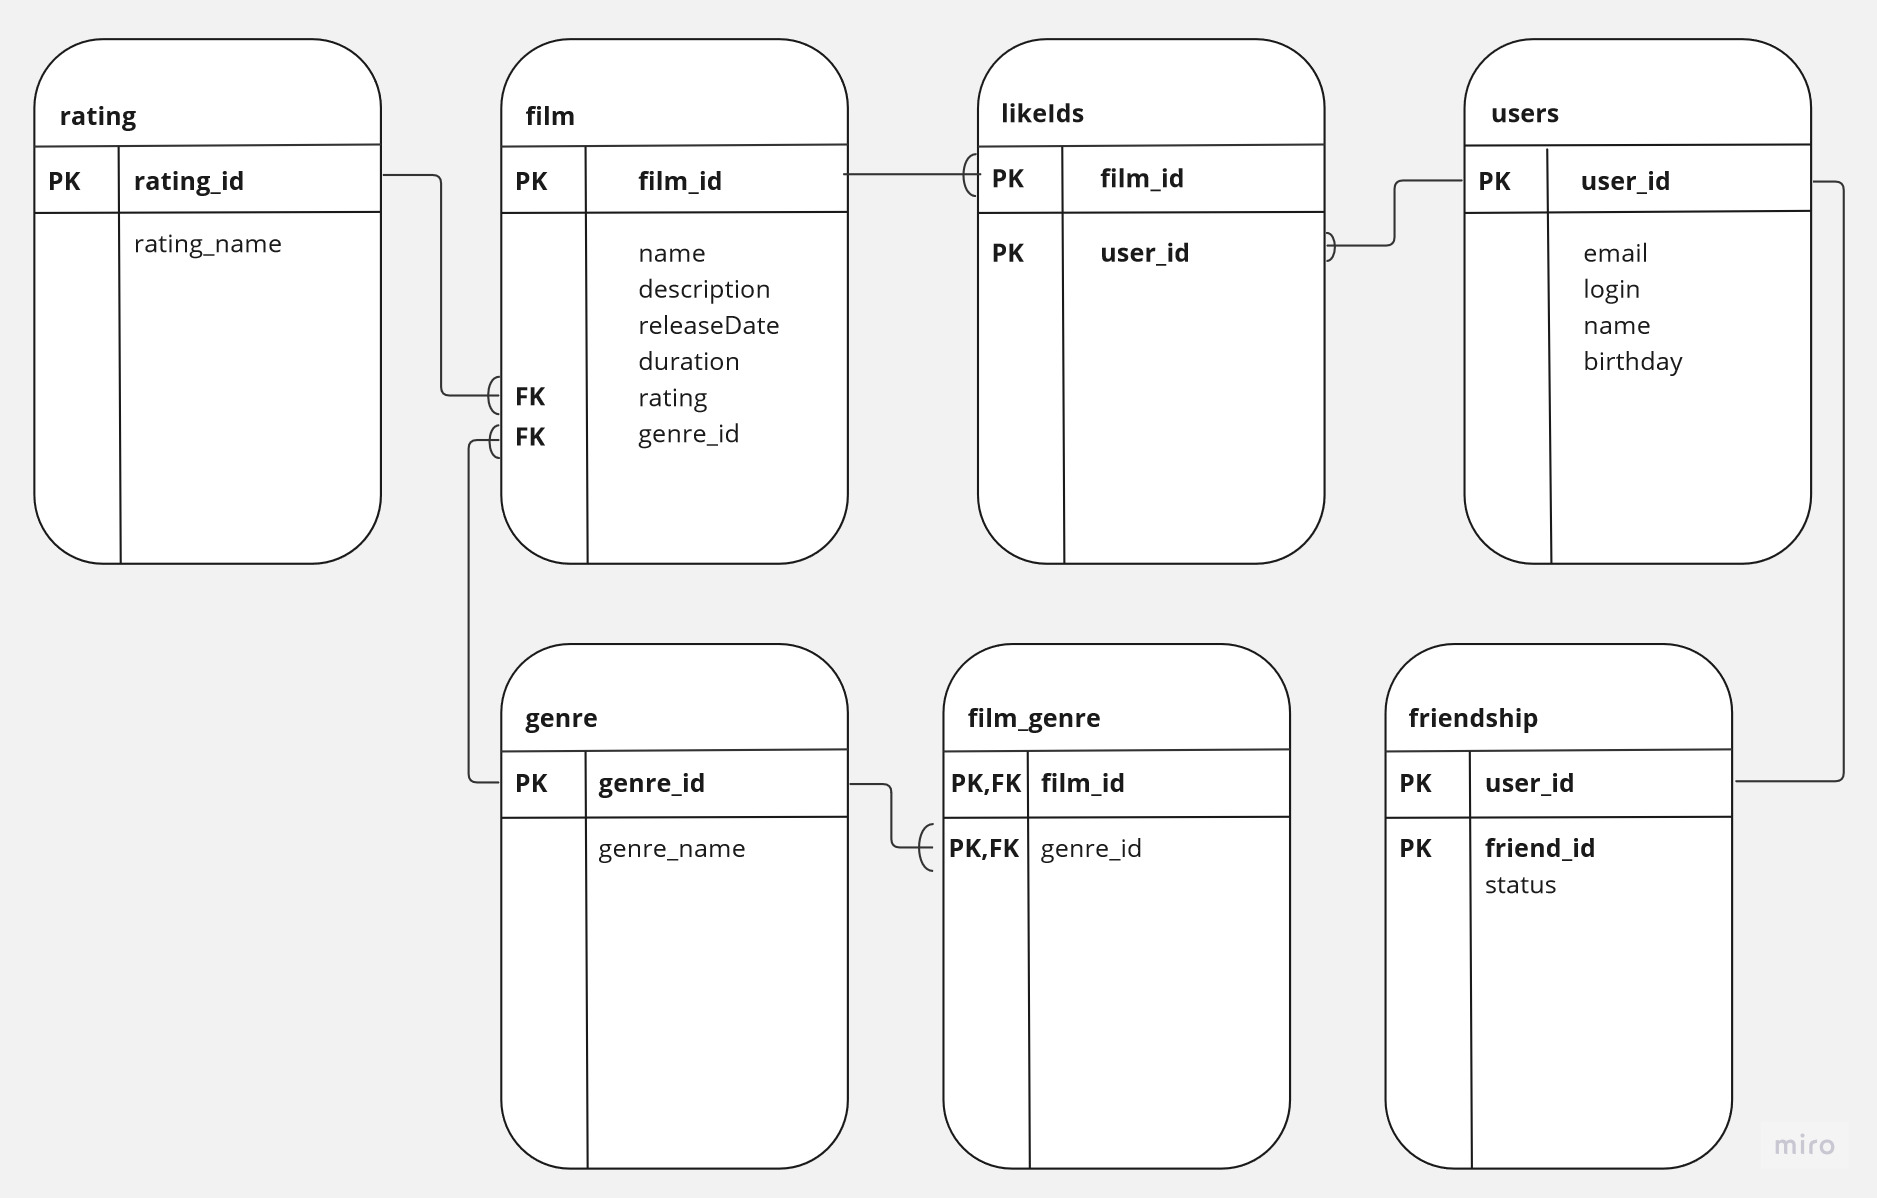 rating
PK rating_id
rating_name
film
PK film_id
name
description
releaseDate
duration
FK rating
FK genre_id
likeIds
PK film_id
PK user_id
users
PK user_id
email
login
name
birthday
genre
PK genre_id
genre_name
film_genre
PK,FK film_id
PK,FK genre_id
friendship
PK user_id
PK friend_id
status
miro